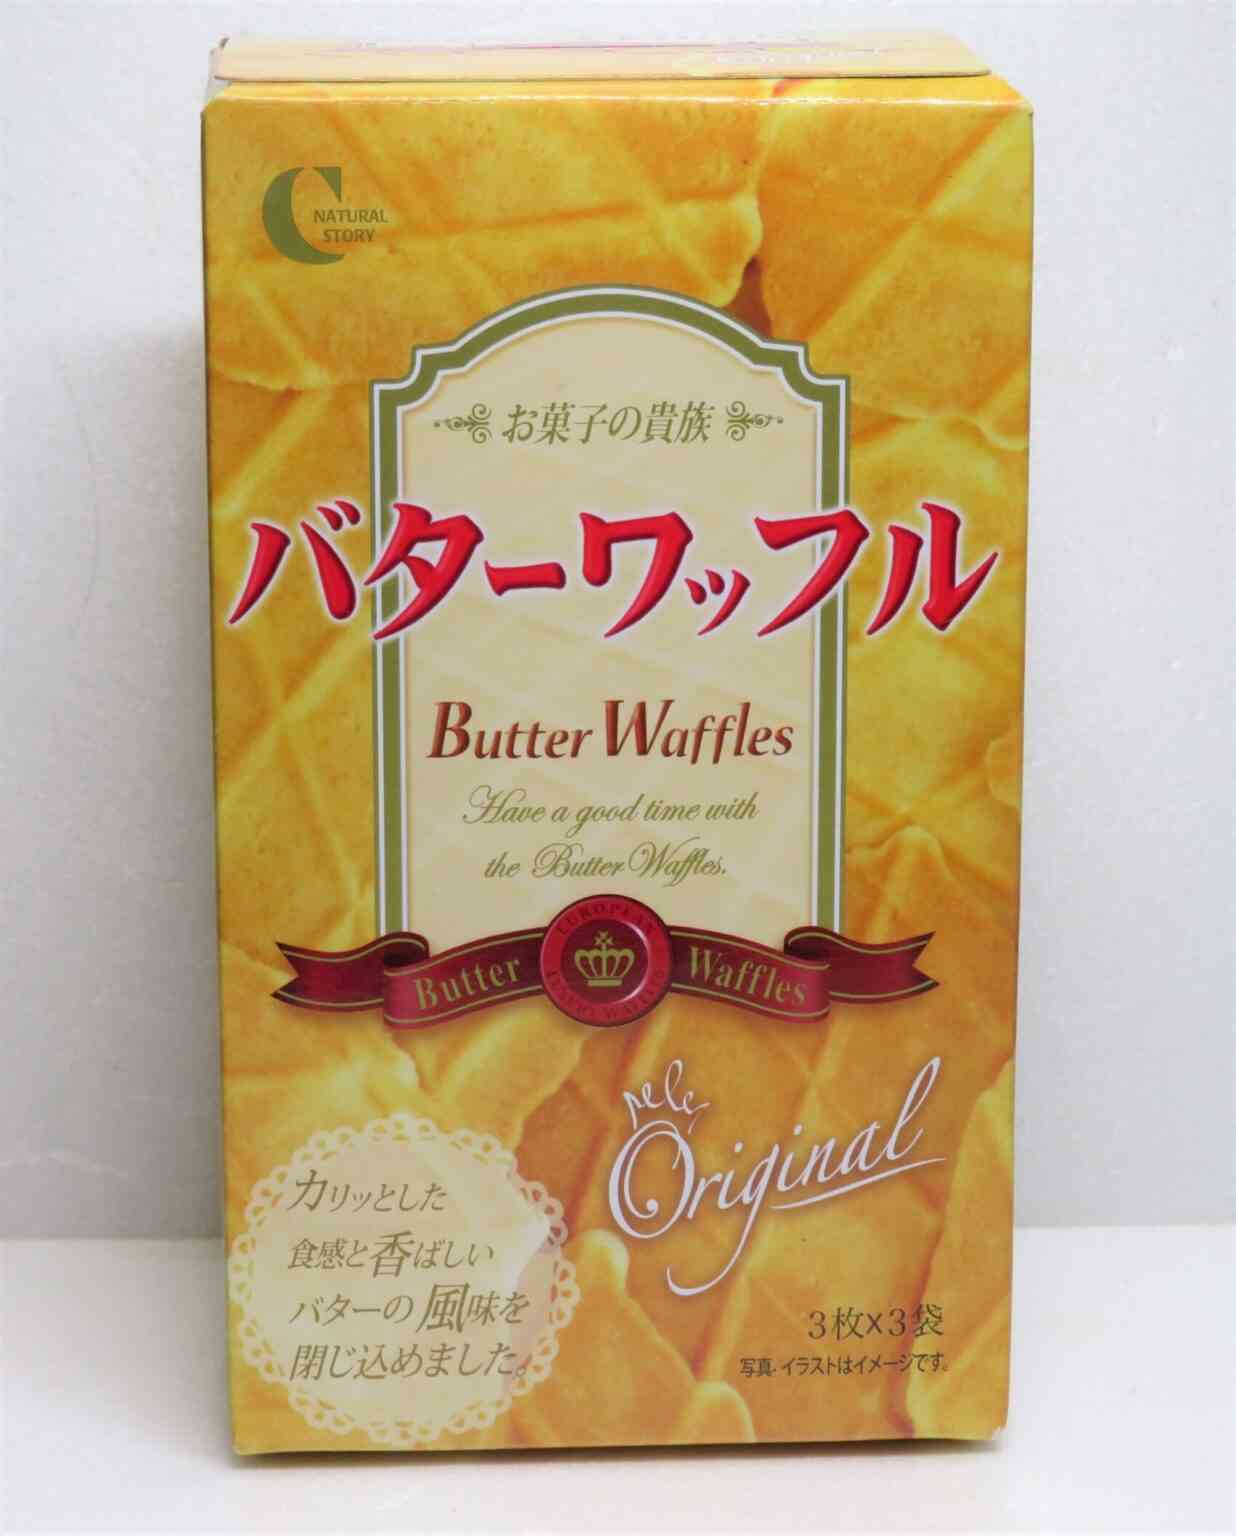 NATURAL
STORY
お菓子の貴族
バターワッフル
Butter Waffles
Have a good time with
the Butter Waffles.
EUROPEAN
Butter
Waffles
Original
カリッとした
食感と香ばしい
バターの風味を
閉じ込めました。
3枚×3袋
写真・イラストはイメージです。